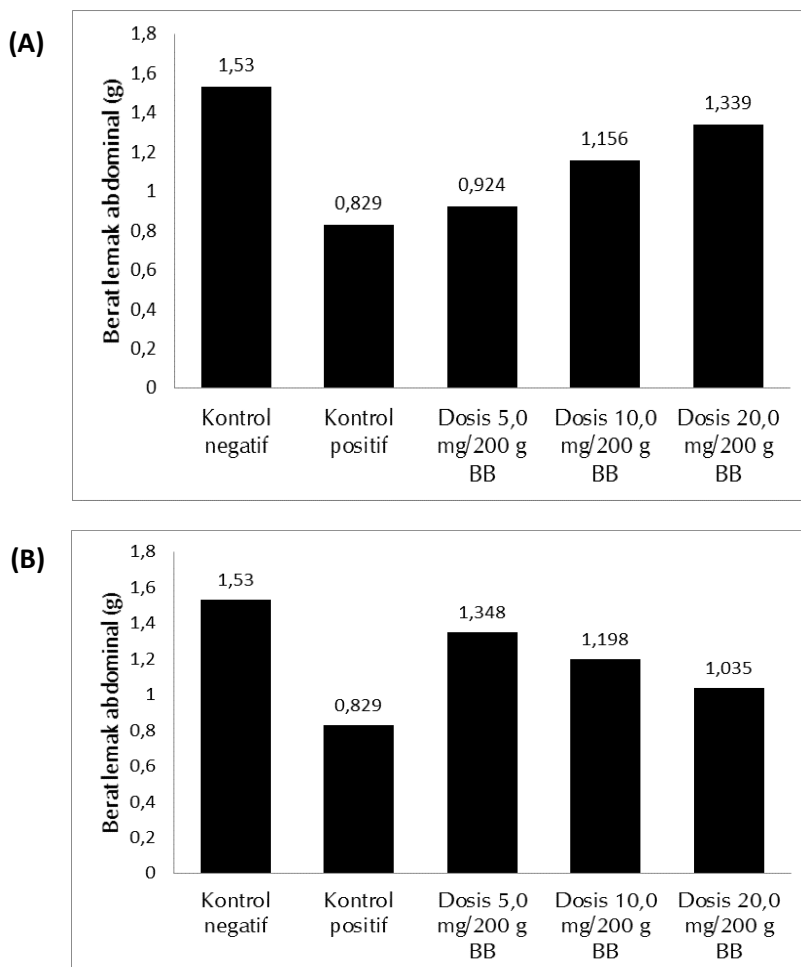 (A)
Berat lemak abdominal (g)
1,8
1,6
1,4
1,2
1
0,8
0,6
0,4
0,2
0
1,53
0,829
0,924
1,156
1,339
Kontrol
negatif
Kontrol
positif
Dosis 5,0
mg/200 g
BB
Dosis 10,0
mg/200 g
BB
Dosis 20,0
mg/200 g
BB
(B)
Berat lemak abdominal (g)
1,8
1,6
1,4
1,2
1
0,8
0,6
0,4
0,2
0
1,53
0,829
1,348
1,198
1,035
Kontrol
negatif
Kontrol
positif
Dosis 5,0
mg/200 g
BB
Dosis 10,0
mg/200 g
BB
Dosis 20,0
mg/200 g
BB